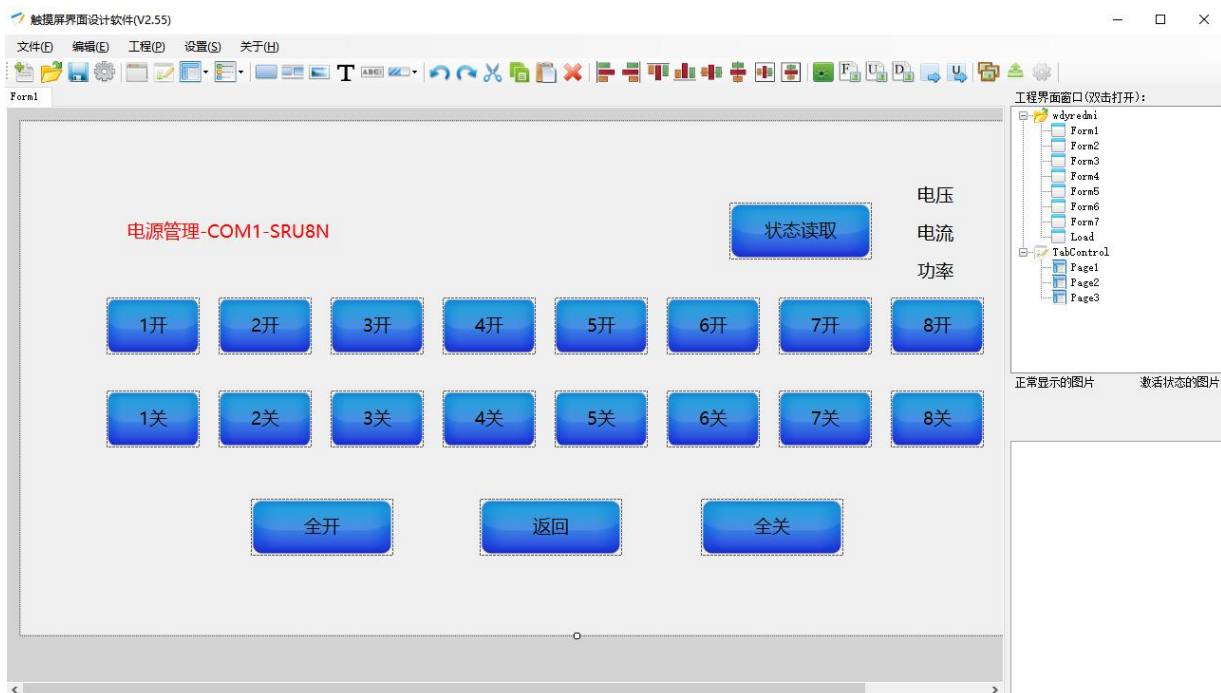 触摸屏界面设计软件(V2.55)
文件(F) 编辑(E) 工程(P) 设置(S) 关于(H)
T ABC
F U D U
Form1
工程界面窗口(双击打开):
wdyredmi
Form1
Form2
Form3
Form4
Form5
Form6
Form7
Load
TabControl
Page1
Page2
Page3
电压
电源管理-COM1-SRU8N 状态读取 电流
功率
1开 2开 3开 4开 5开 6开 7开 8开
正常显示的图片 激活状态的图片
1关 2关 3关 4关 5关 6关 7关 8关
全开 返回 全关